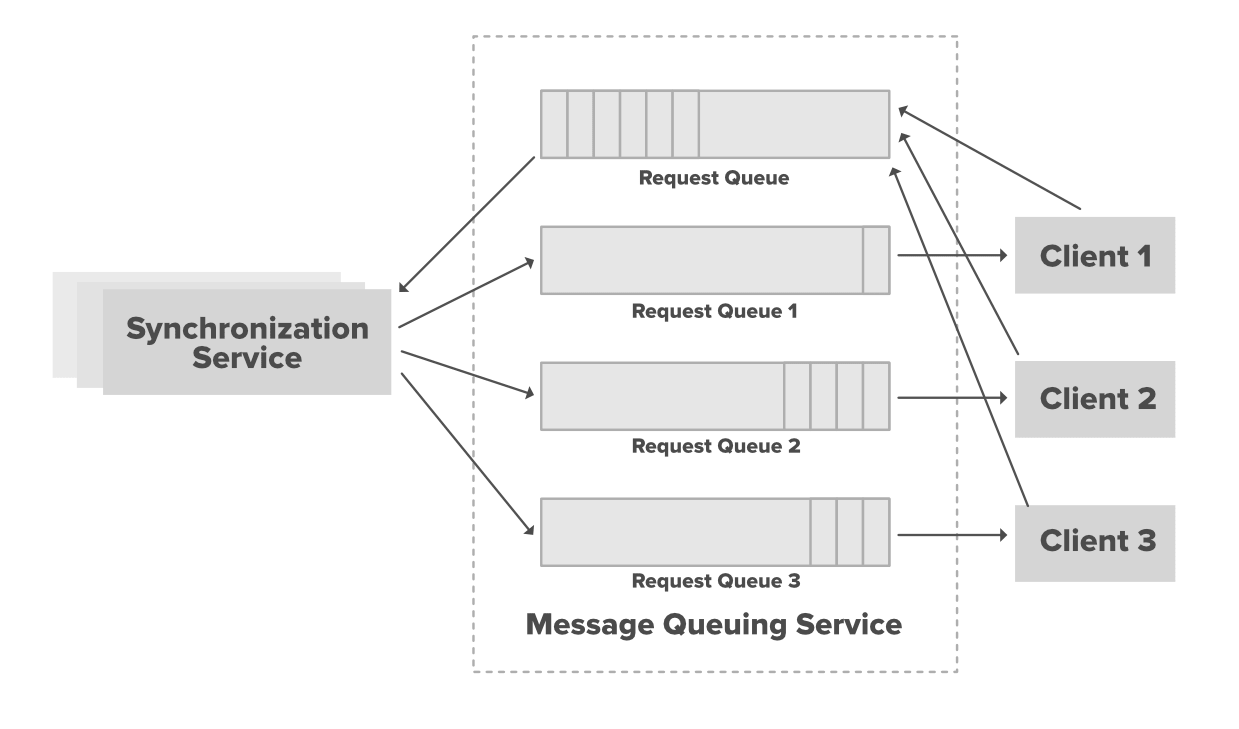 Request Queue
Request Queue 1
Client 1
Synchronization
Service
Request Queue 2
Client 2
Request Queue 3
Client 3
Message Queuing Service